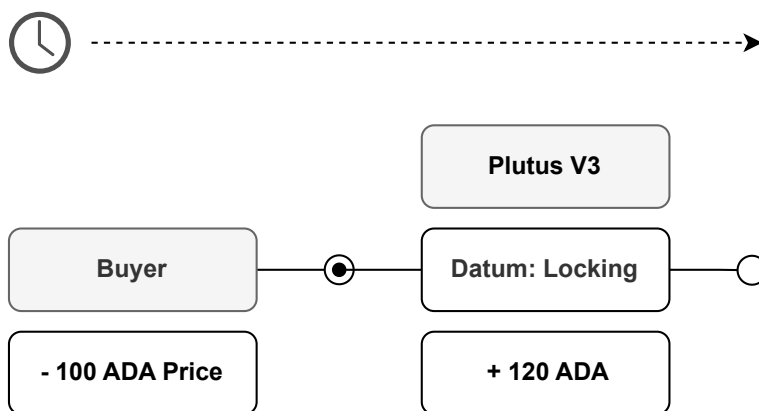 Plutus V3
Buyer
Datum: Locking
- 100 ADA Price
+ 120 ADA